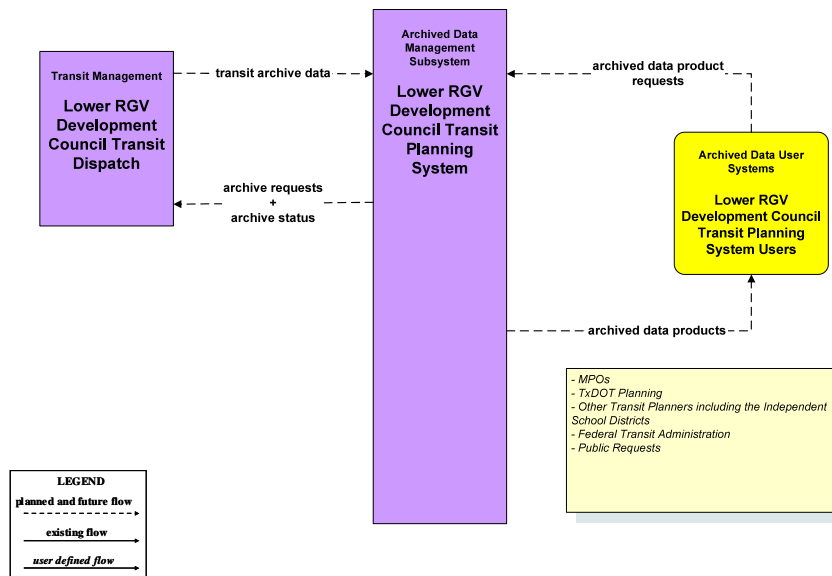 Transit Management
Lower RGV
Development
Council Transit
Dispatch
transit archive data
archive requests
+
archive status
Archived Data
Management
Subsystem
Lower RGV
Development
Council Transit
Planning
System
archived data product
requests
Archived Data User
Systems
Lower RGV
Development Council
Transit Planning
System Users
archived data products
- MPOs
- TxDOT Planning
- Other Transit Planners including the Independent
School Districts
- Federal Transit Administration
- Public Requests
LEGEND
planned and future flow
existing flow
user defined flow